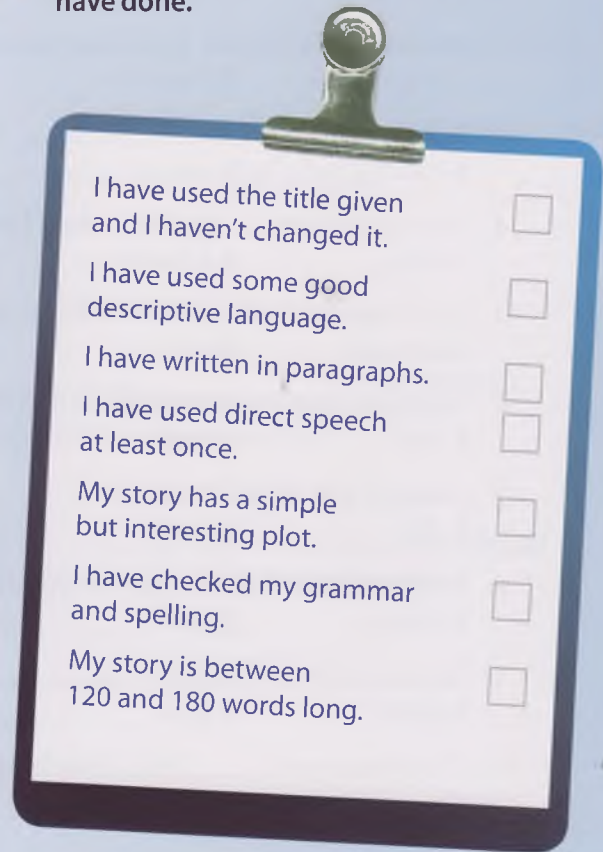 have done.
I have used the title given
and I haven't changed it.
I have used some good
descriptive language.
I have written in paragraphs.
I have used direct speech
at least once.
My story has a simple
but interesting plot.
I have checked my grammar
and spelling.
My story is between
120 and 180 words long.